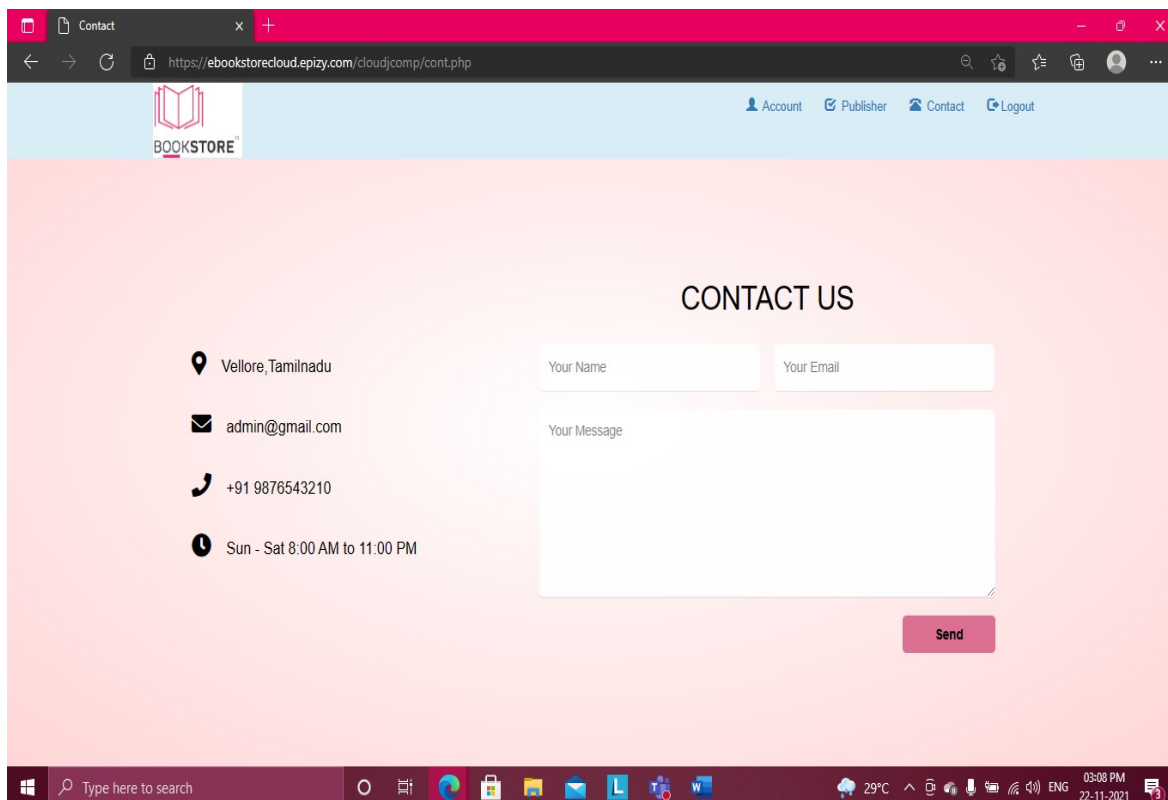 Contact
https://ebookstorecloud.epizy.com/cloudjcomp/cont.php
BOOKSTORE
Account Publisher Contact Logout
CONTACT US
Vellore,Tamilnadu
admin@gmail.com
+91 9876543210
Sun - Sat 8:00 AM to 11:00 PM
Your Name Your Email
Your Message
Send
Type here to search
29°C ENG 03:08 PM
22-11-2021